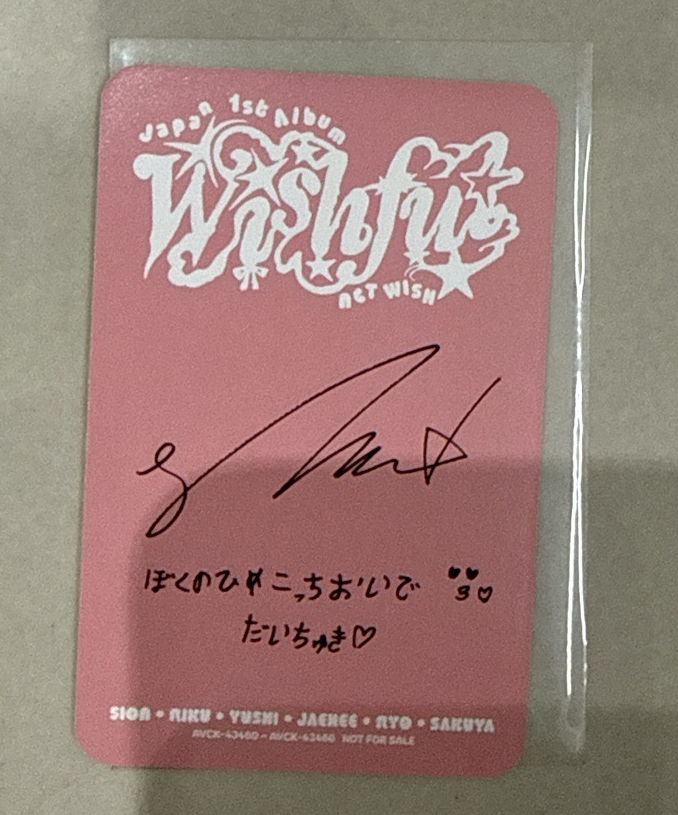 Japan 1st Album
Wishful
NCT WISH
ぼくのひめこっちおいで
だいちゅき♡
SION • RIKU • YUSHI • JAEHEE • RYO • SAKUYA
AVCK-43460~AVCK-43466 NOT FOR SALE